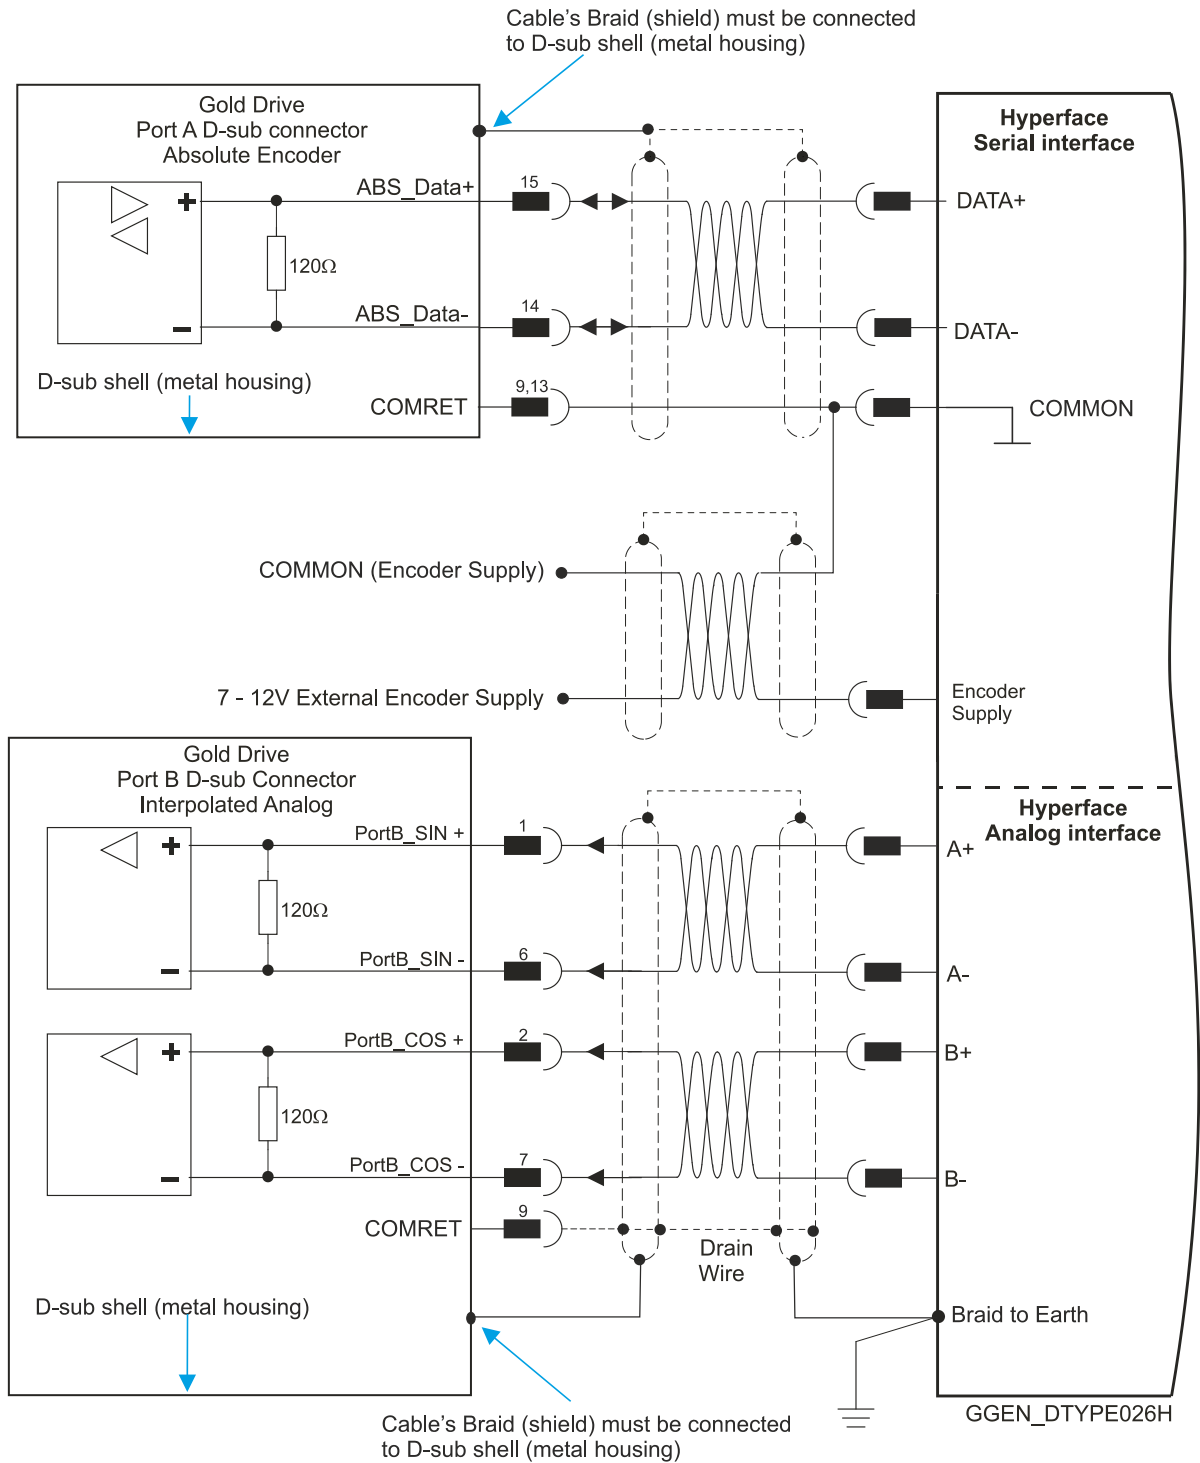 Cable's Braid (shield) must be connected
to D-sub shell (metal housing)
Gold Drive
Port A D-sub connector
Absolute Encoder
Hyperface
Serial interface
ABS_Data+
15
DATA+
+
120Ω
ABS_Data-
14
DATA-
-
D-sub shell (metal housing)
COMRET
9,13
COMMON
COMMON (Encoder Supply)
7 - 12V External Encoder Supply
Encoder
Supply
Gold Drive
Port B D-sub Connector
Interpolated Analog
Hyperface
Analog interface
PortB_SIN +
1
A+
+
120Ω
PortB_SIN -
6
A-
-
PortB_COS +
2
B+
+
120Ω
PortB_COS -
7
B-
-
COMRET
9
Drain
Wire
D-sub shell (metal housing)
Braid to Earth
Cable's Braid (shield) must be connected
to D-sub shell (metal housing)
GGEN_DTYPE026H